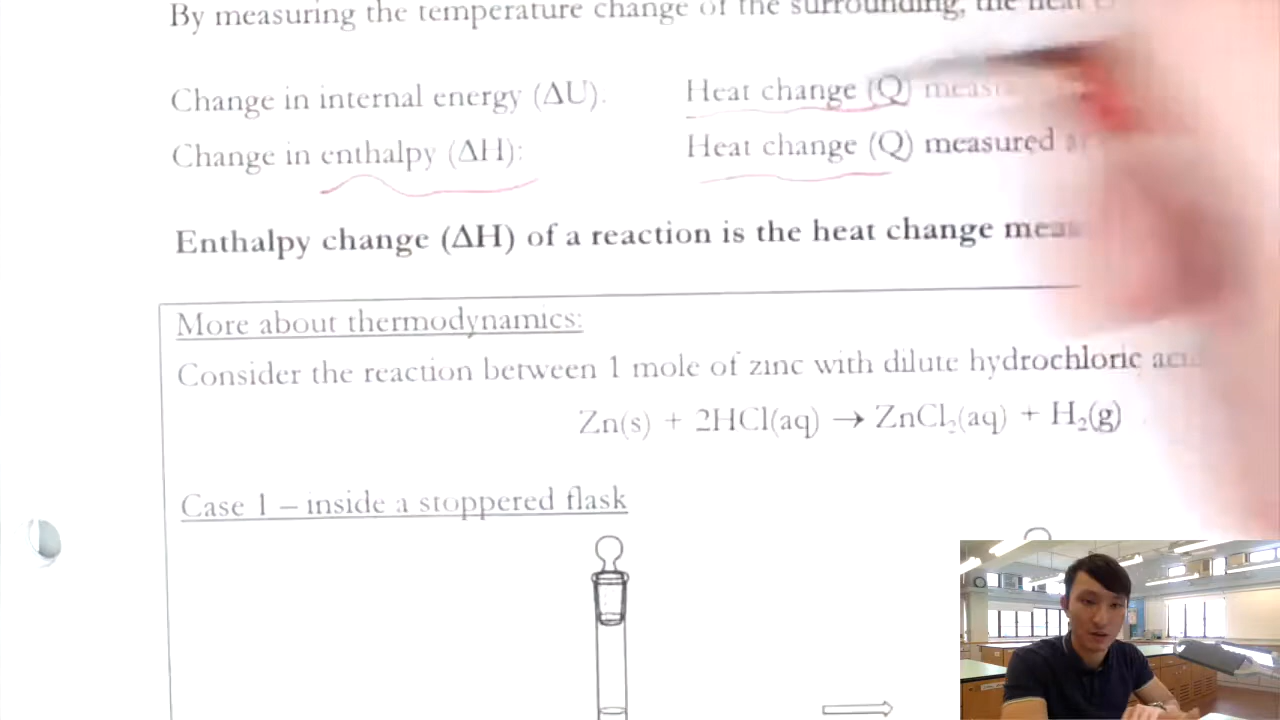 By measuring the temperature change of the surrounding, the heat
Change in internal energy (ΔU). Heat change (Q)
Change in enthalpy (ΔH): Heat change (Q) measured
Enthalpy change (ΔH) of a reaction is the heat change
More about thermodynamics:
Consider the reaction between 1 mole of zinc with dilute hydrochloric
Zn(s) + 2HCl(aq) → ZnCl₂(aq) + H₂(g)
Case 1 – inside a stoppered flask